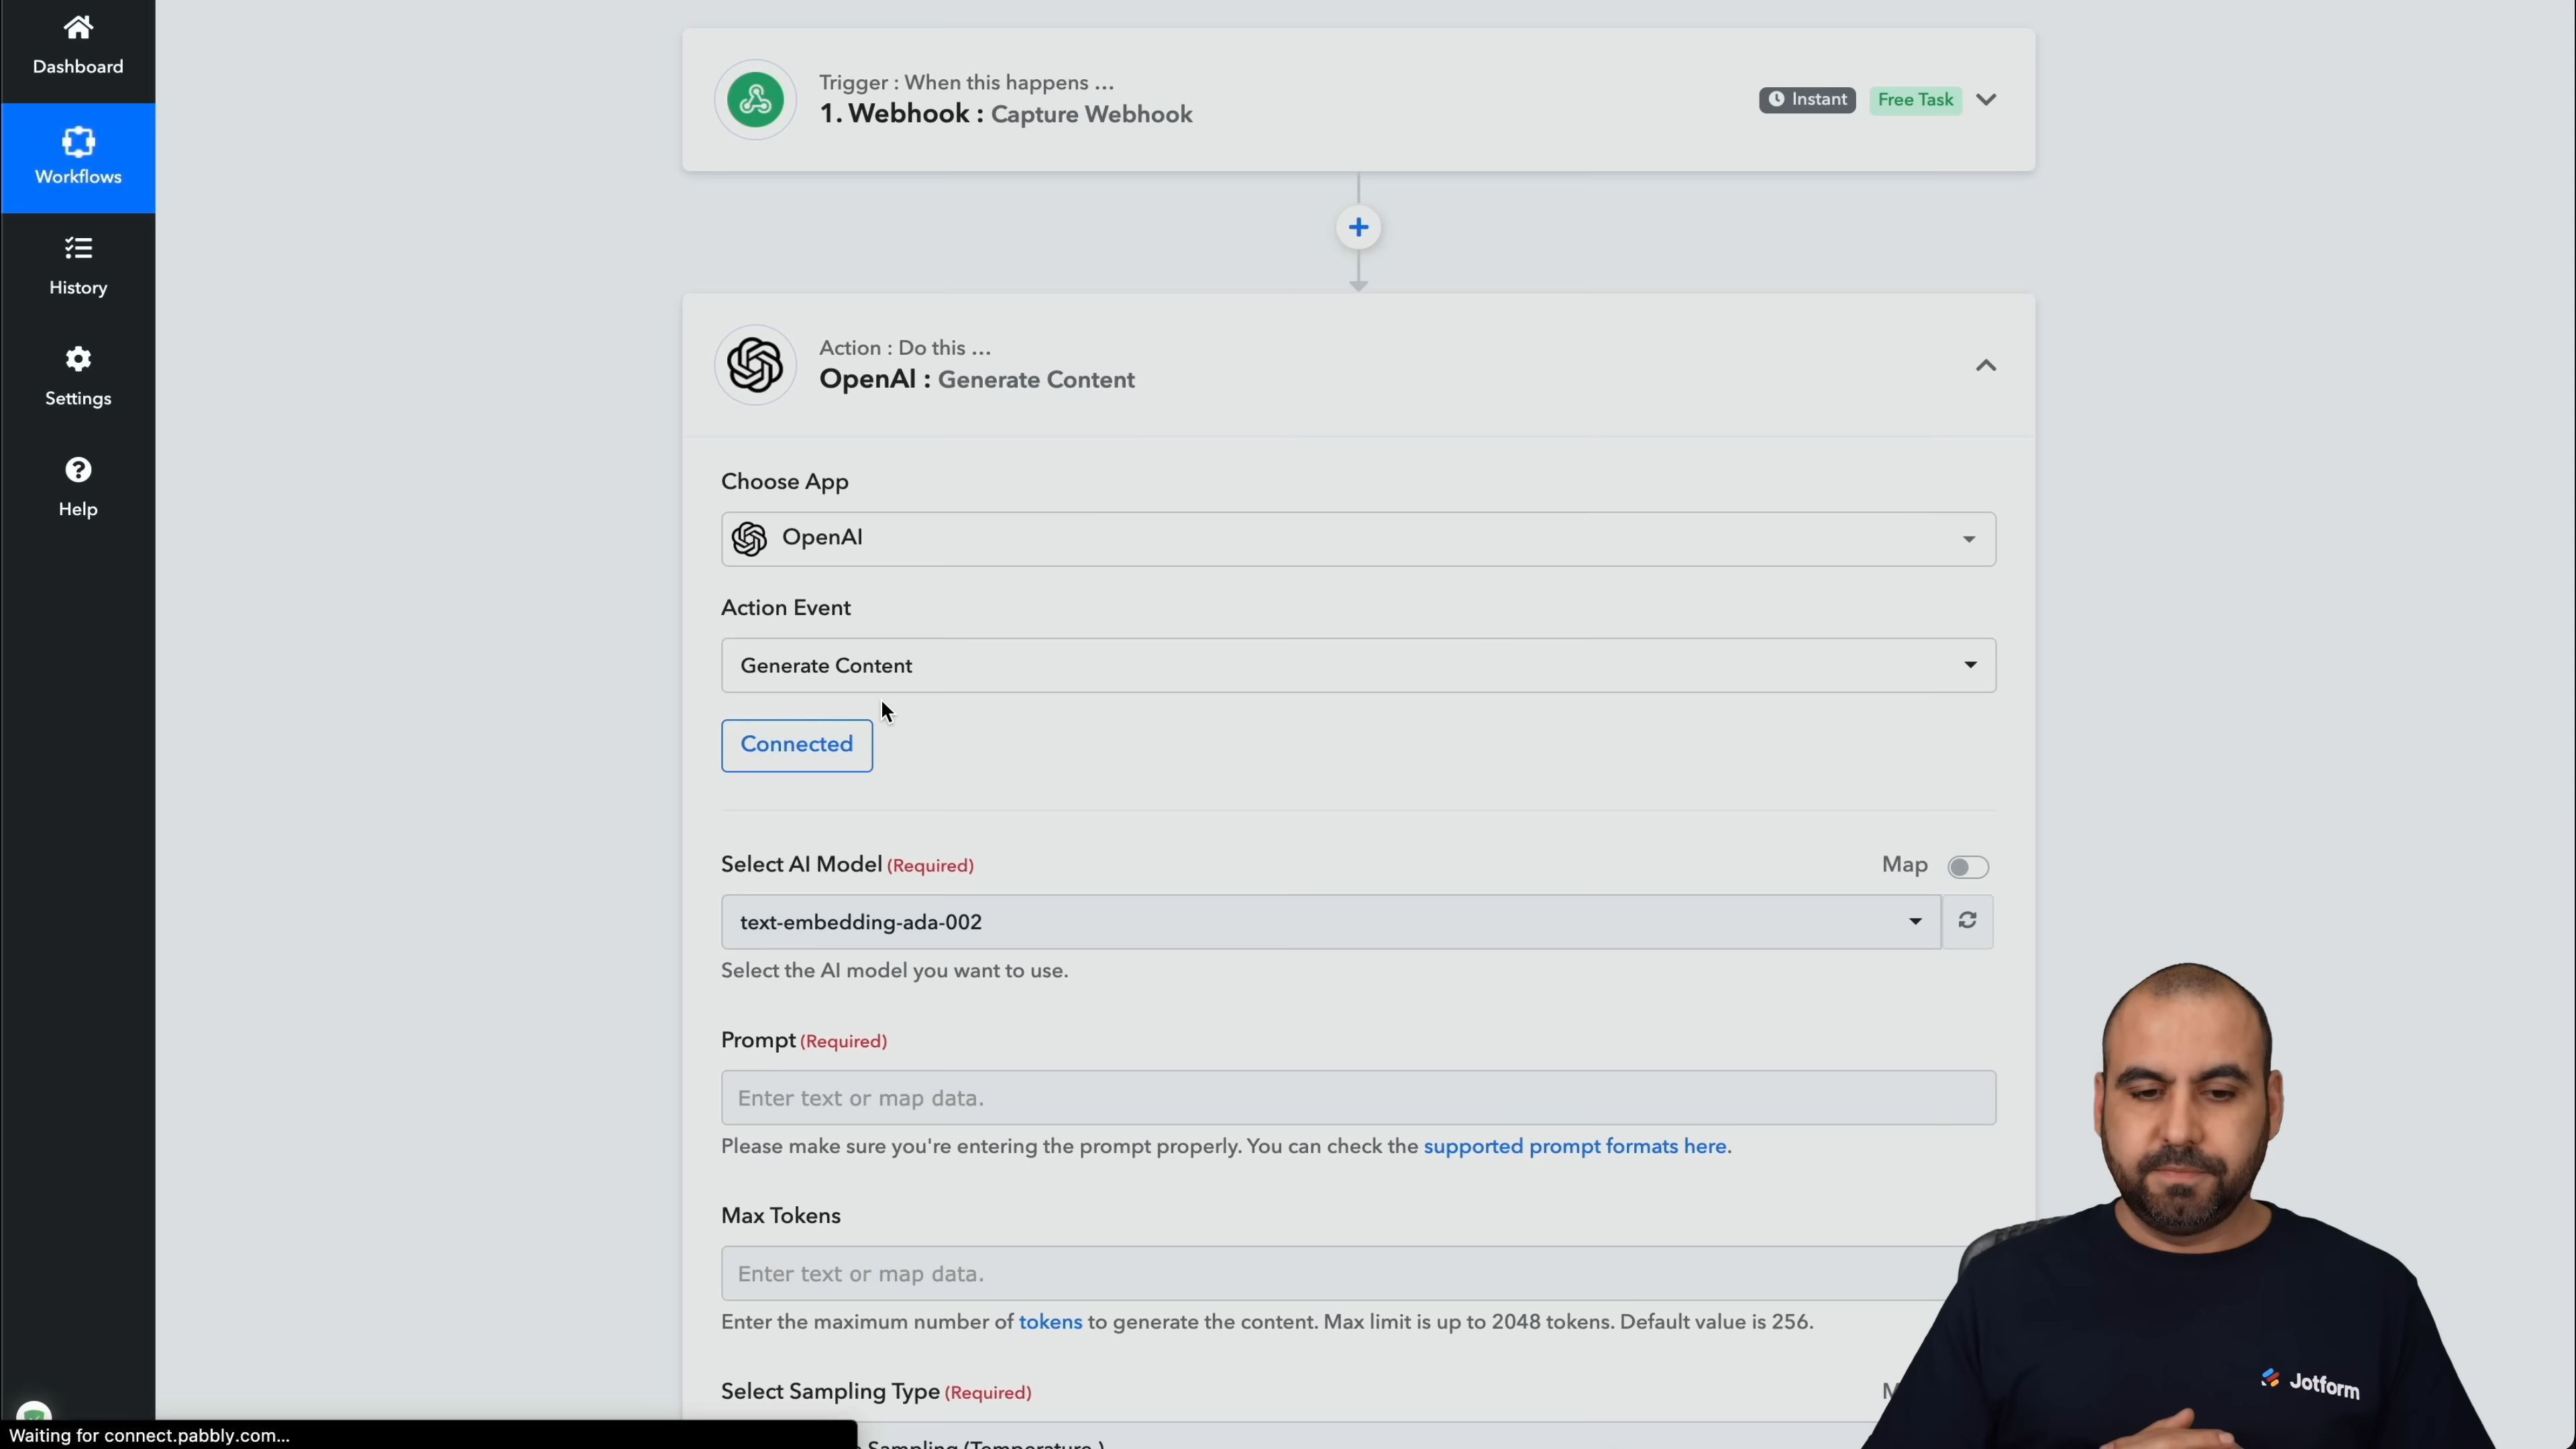 Dashboard
Workflows
History
Settings
Help
Trigger : When this happens ...
1. Webhook : Capture Webhook
Instant
Free Task
Action : Do this ...
OpenAI : Generate Content
Choose App
OpenAI
Action Event
Generate Content
Connected
Select AI Model (Required)
Map
text-embedding-ada-002
Select the AI model you want to use.
Prompt (Required)
Enter text or map data.
Please make sure you're entering the prompt properly. You can check the supported prompt formats here.
Max Tokens
Enter text or map data.
Enter the maximum number of tokens to generate the content. Max limit is up to 2048 tokens. Default value is 256.
Select Sampling Type (Required)
Sampling (Temperature )
Waiting for connect.pabbly.com...
Jotform